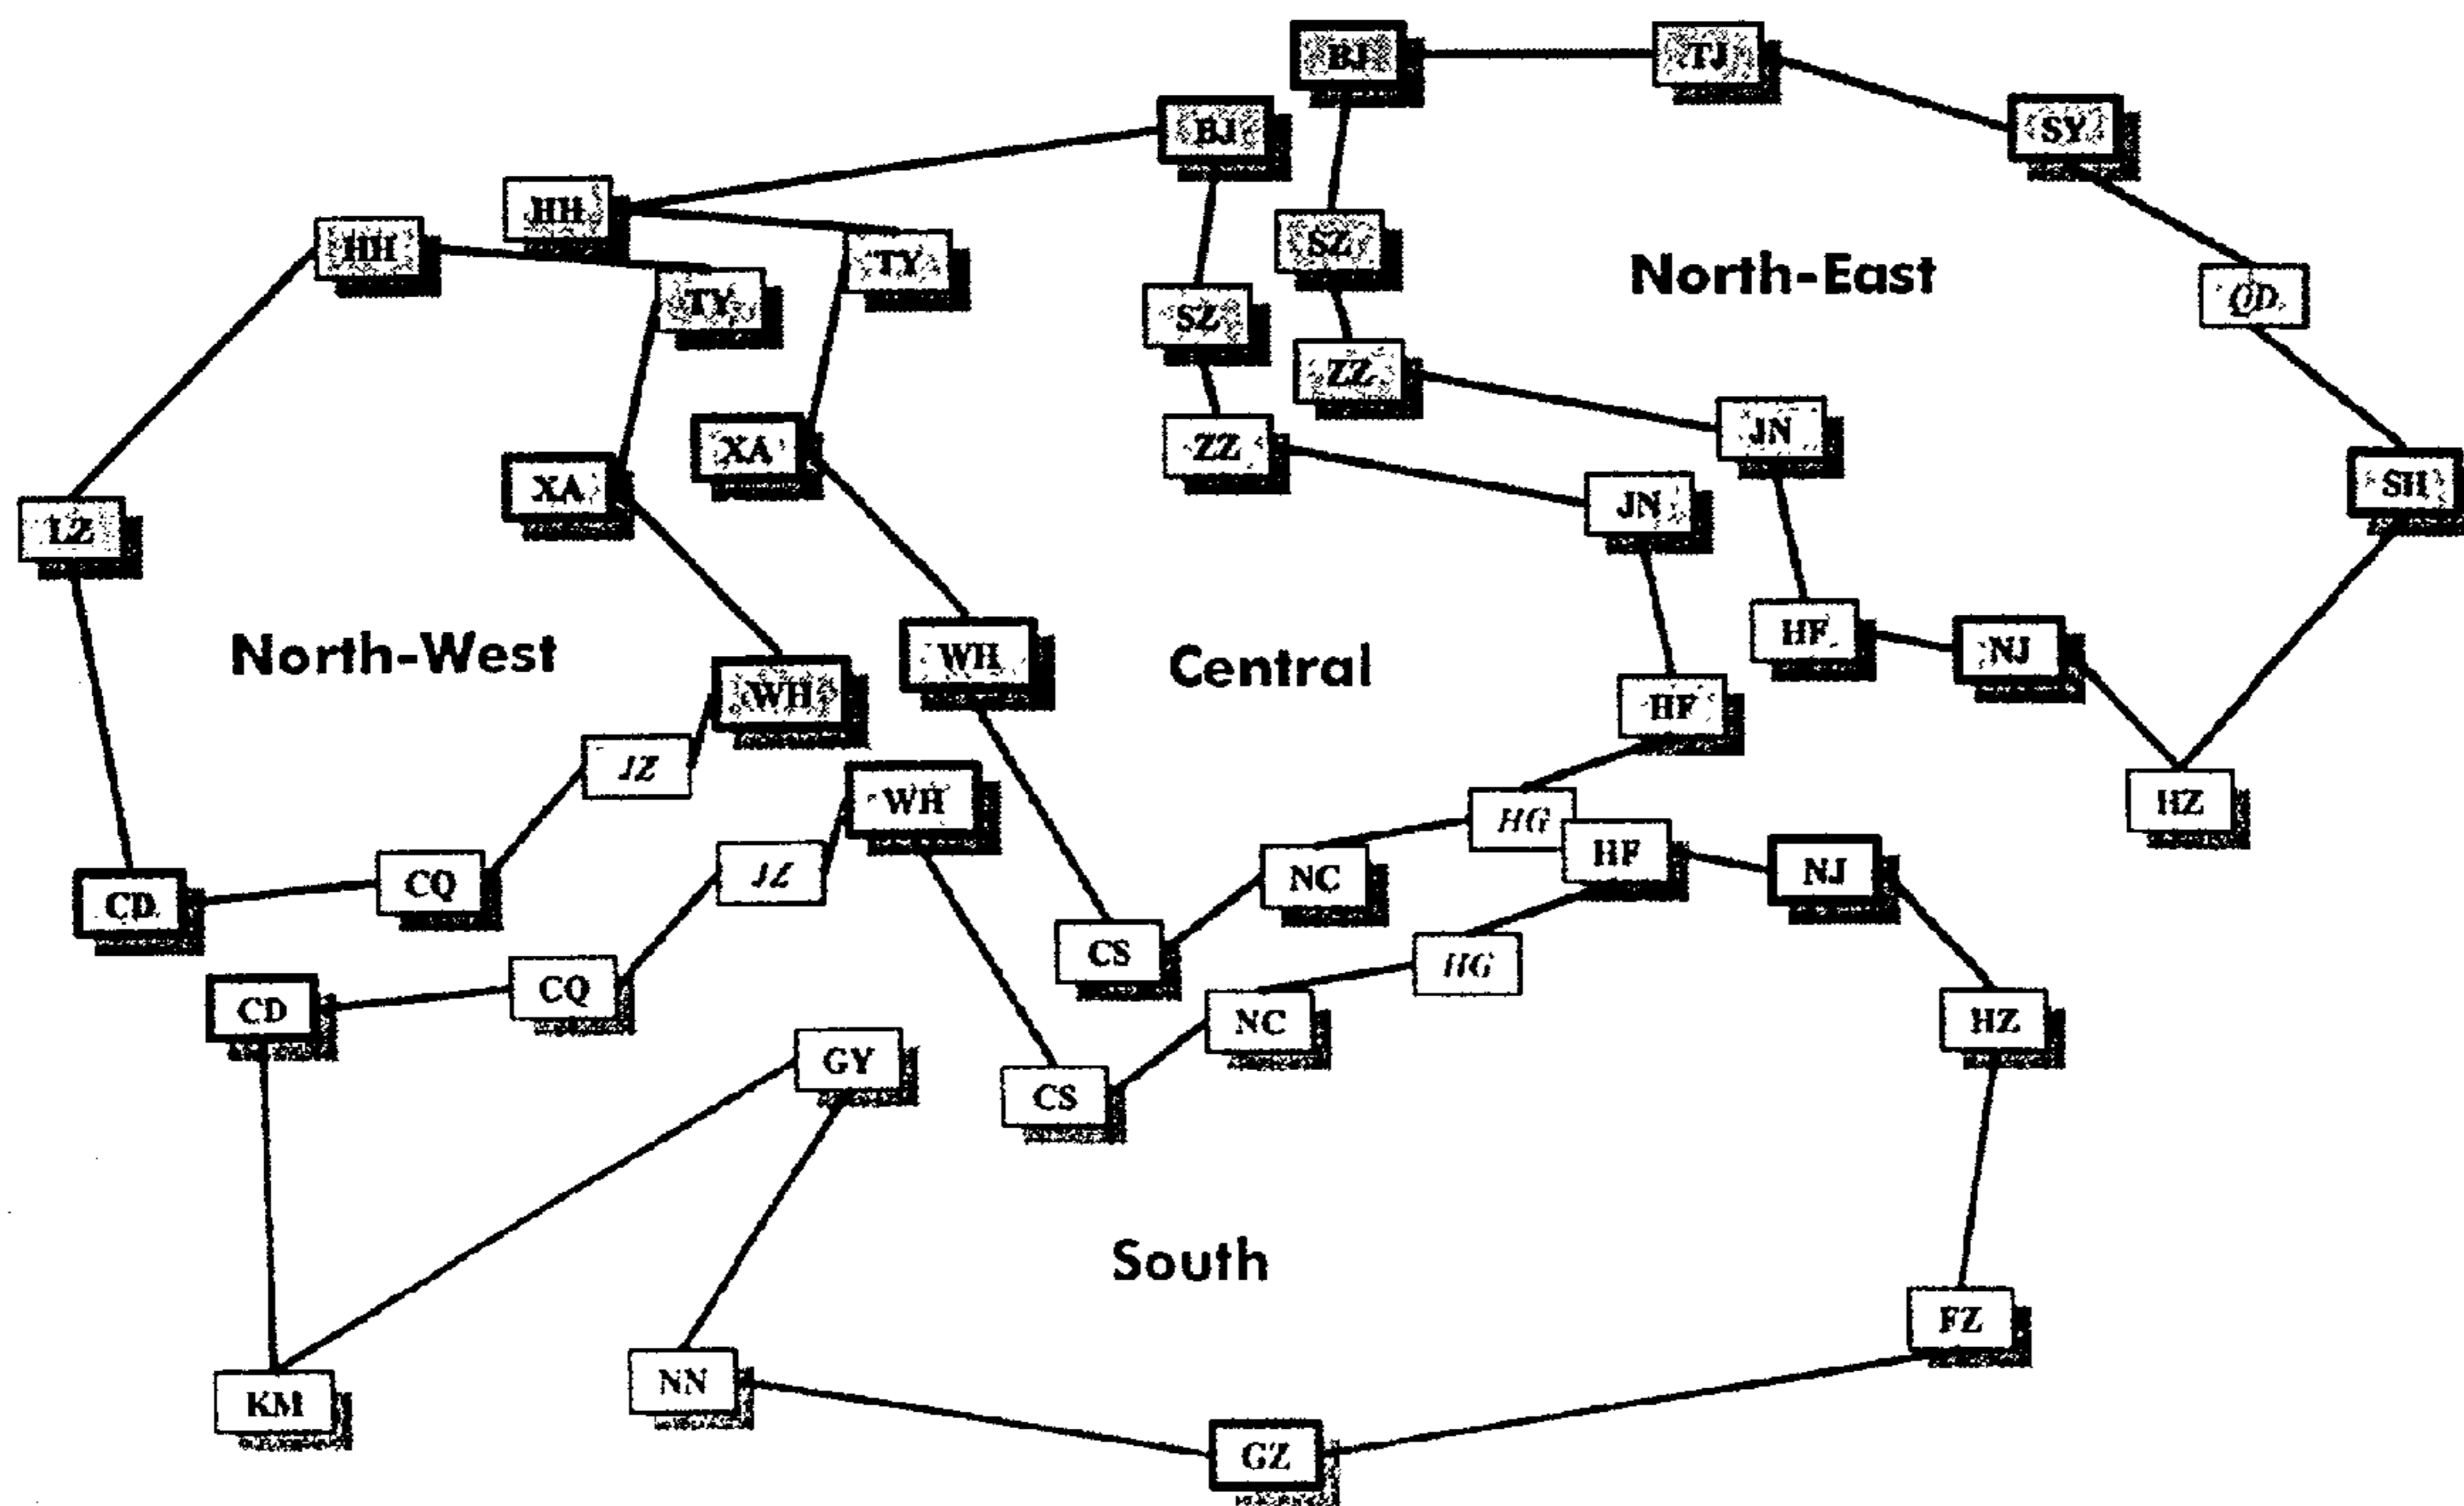 BJ
TJ
SY
BJ
HH
HH
TY
TY
SZ
North-East
QD
SZ
ZZ
XA
XA
ZZ
JN
JN
SH
LZ
North-West
WH
Central
HF
NJ
WH
HF
JZ
WH
HZ
CD
CQ
JZ
NC
HG
HF
NJ
CS
HG
CD
CQ
NC
HZ
GY
CS
South
FZ
KM
NN
GZ